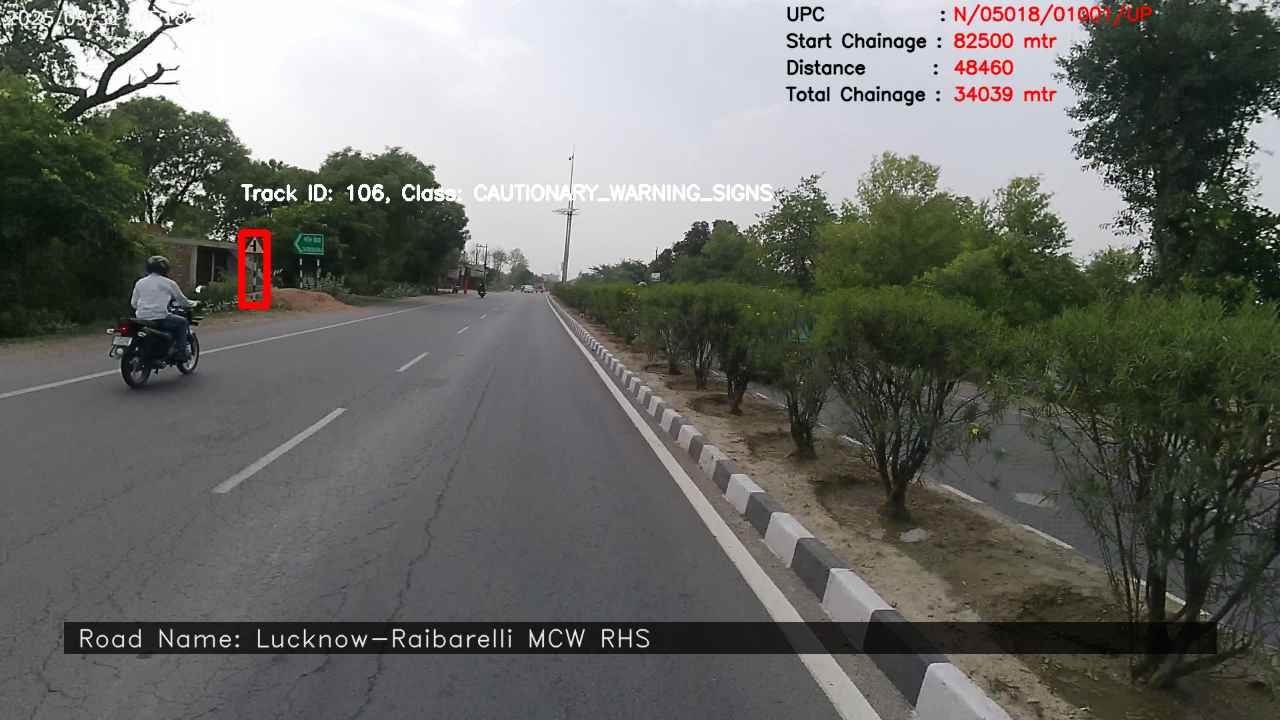 UPC : N/05018/01001/UP
Start Chainage : 82500 mtr
Distance : 48460
Total Chainage : 34039 mtr
Track ID: 106, Class: CAUTIONARY_WARNING_SIGNS
Road Name: Lucknow-Raibarelli MCW RHS